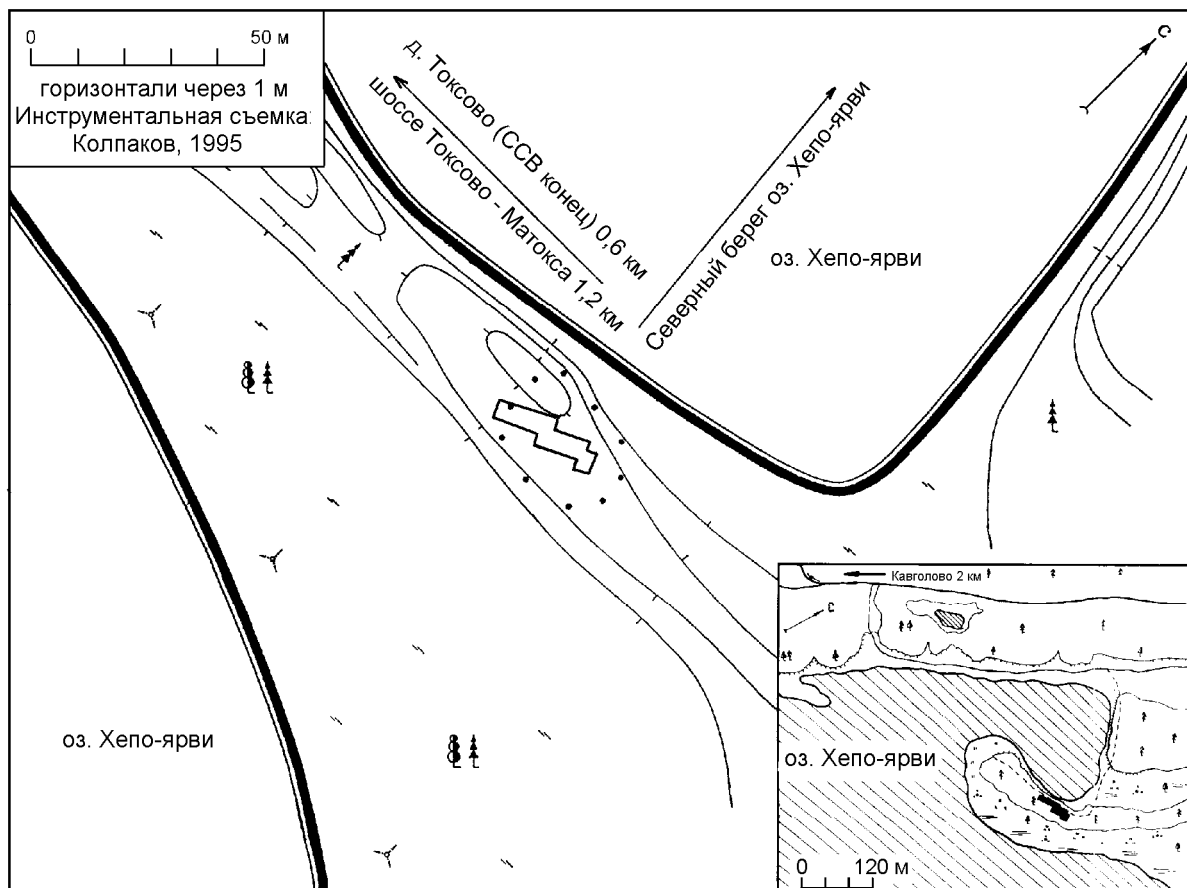 0 50 м
горизонтали через 1 м
Инструментальная съемка:
Колпаков, 1995
д. Токсово (ССВ конец) 0,6 км
шоссе Токсово - Матокса 1,2 км
Северный берег оз. Хепо-ярви
С
оз. Хепо-ярви
оз. Хепо-ярви
Кавголово 2 км
С
оз. Хепо-ярви
0 120 м